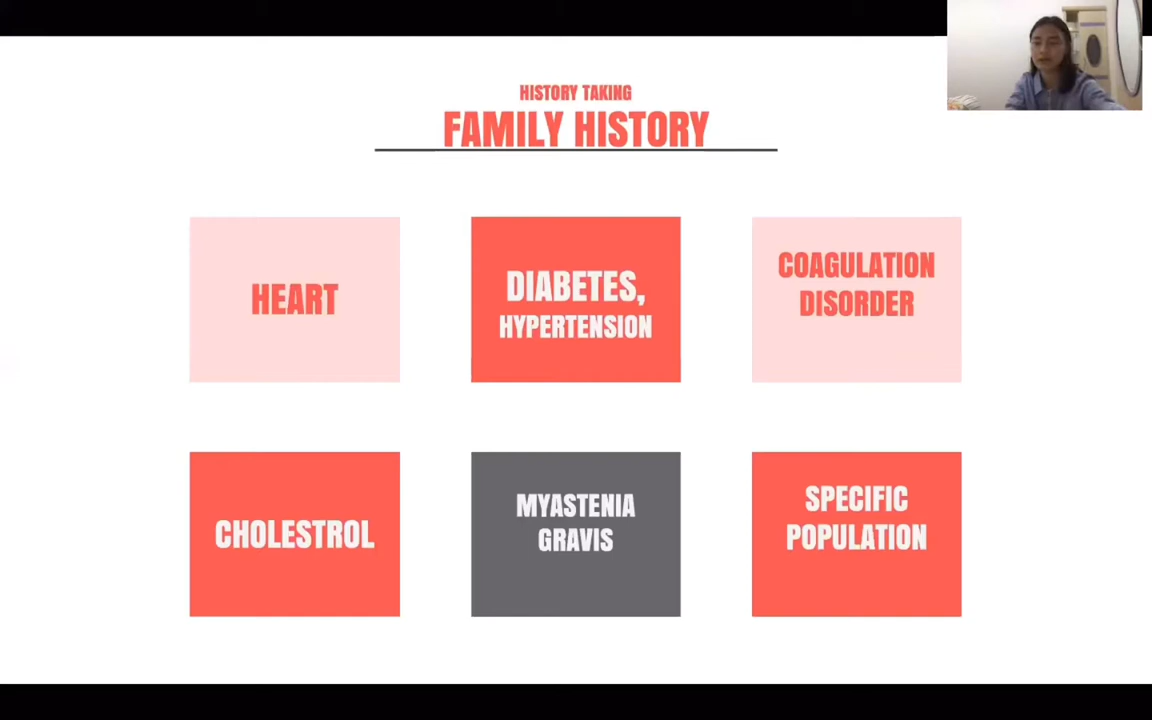 HISTORY TAKING
FAMILY HISTORY
HEART
DIABETES,
HYPERTENSION
COAGULATION
DISORDER
CHOLESTROL
MYASTENIA
GRAVIS
SPECIFIC
POPULATION